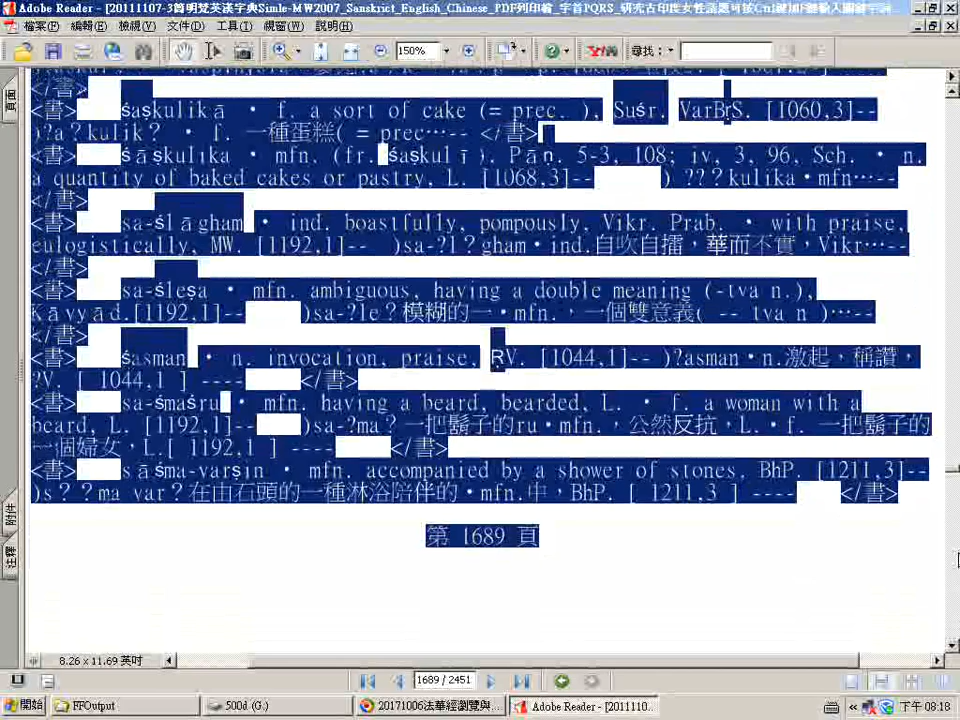 Adobe Reader - [20111107-3簡明梵英漢字典Simle-MW2007_Sanskrict_English_Chinese_PDF列印檔_字首PQRS_研究古印度女性議題可按Ctrl鍵加F鍵輸入關鍵字詞
檔案(F) 編輯(E) 檢視(V) 文件(D) 工具(T) 視窗(W) 說明(H)
150% 尋找：
頁面
</書>
<書> śaṣkulikā • f. a sort of cake (= prec. ), Suśr. VarBṛS. [1060,3]--
)?a?kulik? • f. 一種蛋糕( = prec…-- </書>
<書> śāṣkulika • mfn. (fr. śaṣkulī). Pāṇ. 5-3, 108; iv, 3, 96, Sch. • n.
a quantity of baked cakes or pastry, L. [1068,3]-- ) ???kulika•mfn…--
</書>
<書> sa-ślāgham • ind. boastfully, pompously, Vikr. Prab. • with praise,
eulogistically, MW. [1192,1]-- )sa-?l?gham•ind.自吹自擂，華而不實，Vikr…--
</書>
<書> sa-śleṣa • mfn. ambiguous, having a double meaning (-tva n.),
Kāvyād.[1192,1]-- )sa-?le?模糊的一•mfn.，一個雙意義( -- tva n )…--
</書>
<書> śasman • n. invocation, praise, ṚV. [1044,1]-- )?asman•n.激起，稱讚，
?V. [ 1044,1 ] ---- </書>
<書> sa-śmaśru • mfn. having a beard, bearded, L. • f. a woman with a
beard, L. [1192,1]-- )sa-?ma?一把鬍子的ru•mfn.，公然反抗，L.•f. 一把鬍子的
一個婦女，L.[ 1192,1 ] ---- </書>
<書> sāśma-varṣin • mfn. accompanied by a shower of stones, BhP. [1211,3]--
)s??ma var?在由石頭的一種淋浴陪伴的•mfn.中，BhP. [ 1211.3 ] ---- </書>
第 1689 頁
附件
注釋
8.26 x 11.69 英吋
1689 / 2451
開始 FFOutput 500d (G:) 20171006法華經瀏覽與... Adobe Reader - [201110... 下午 08:18